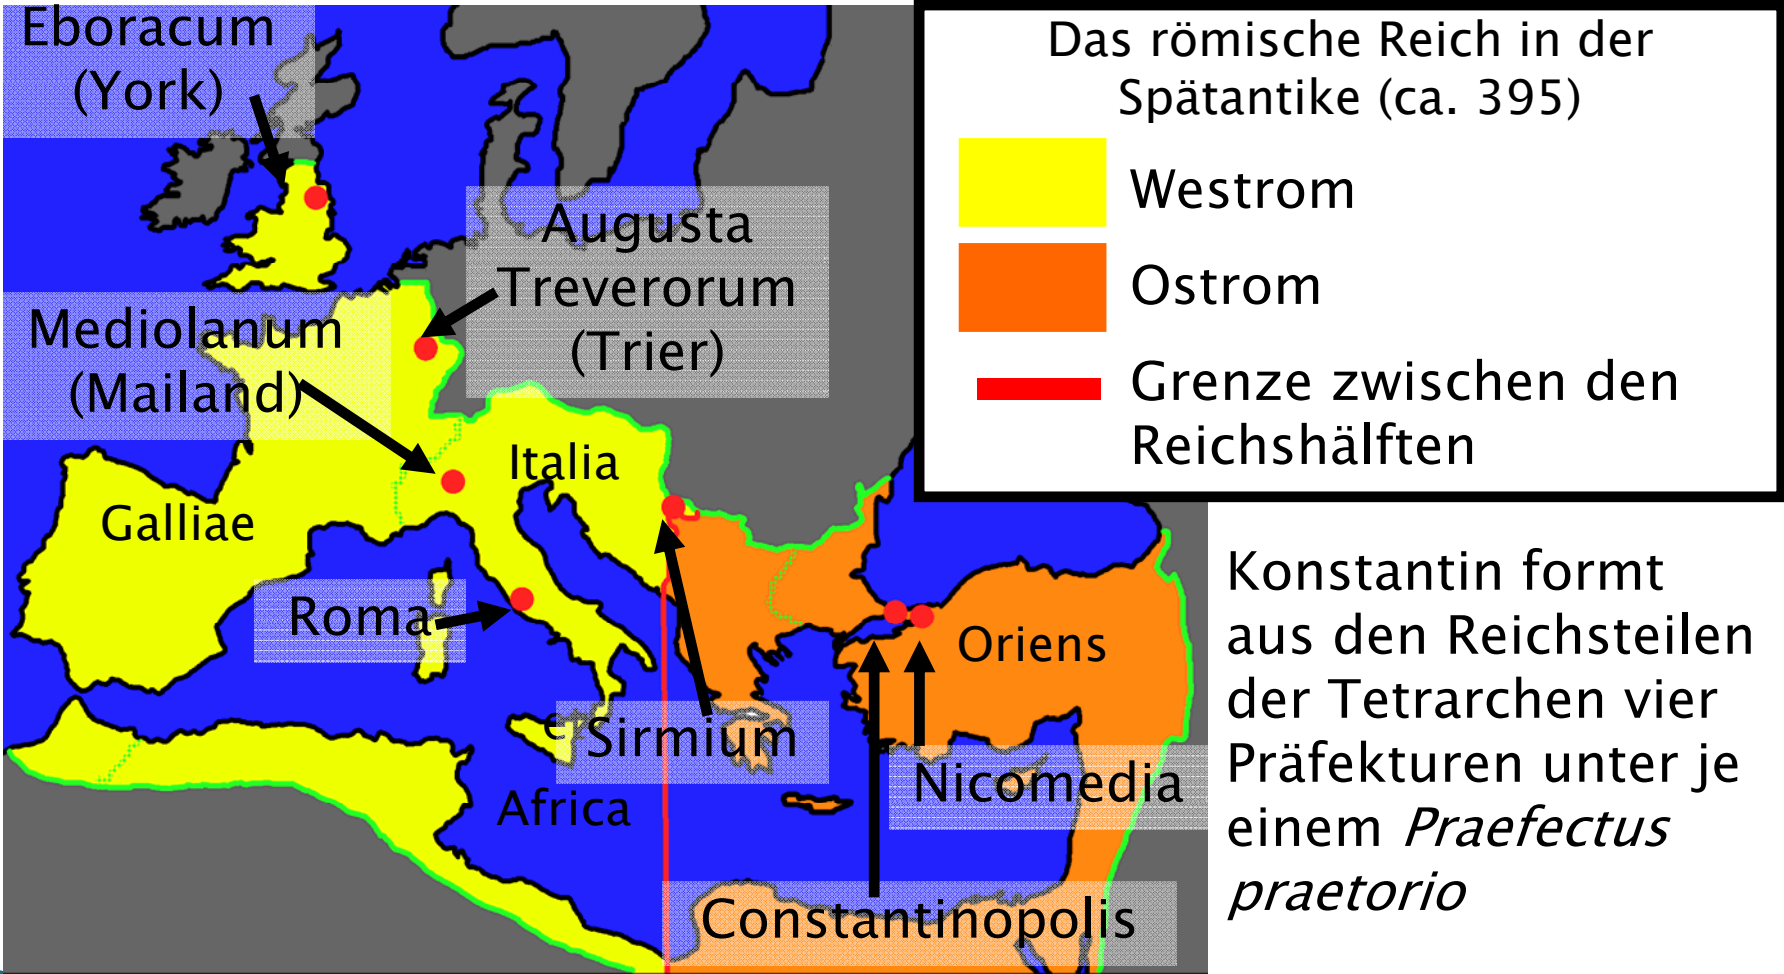 Eboracum
(York)
Das römische Reich in der
Spätantike (ca. 395)
Westrom
Ostrom
Grenze zwischen den
Reichshälften
Augusta
Treverorum
(Trier)
Mediolanum
(Mailand)
Italia
Galliae
Roma
Oriens
Sirmium
Nicomedia
Africa
Constantinopolis
Konstantin formt
aus den Reichsteilen
der Tetrarchen vier
Präfekturen unter je
einem Praefectus
praetorio